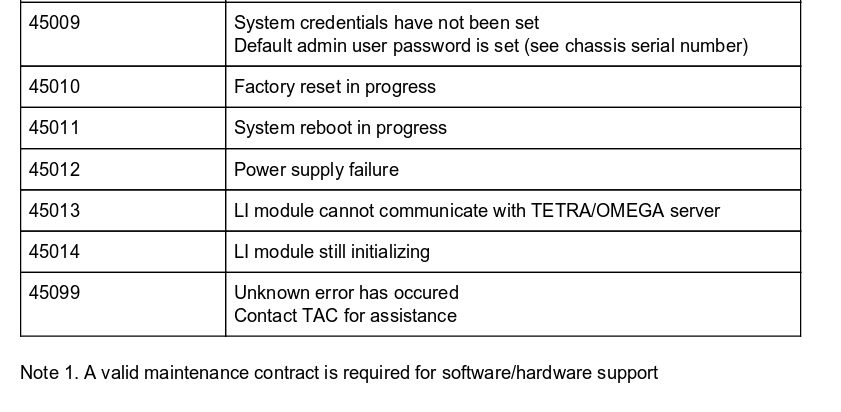 45009
System credentials have not been set
Default admin user password is set (see chassis serial number)
45010
Factory reset in progress
45011
System reboot in progress
45012
Power supply failure
45013
LI module cannot communicate with TETRA/OMEGA server
45014
LI module still initializing
45099
Unknown error has occured
Contact TAC for assistance
Note 1. A valid maintenance contract is required for software/hardware support